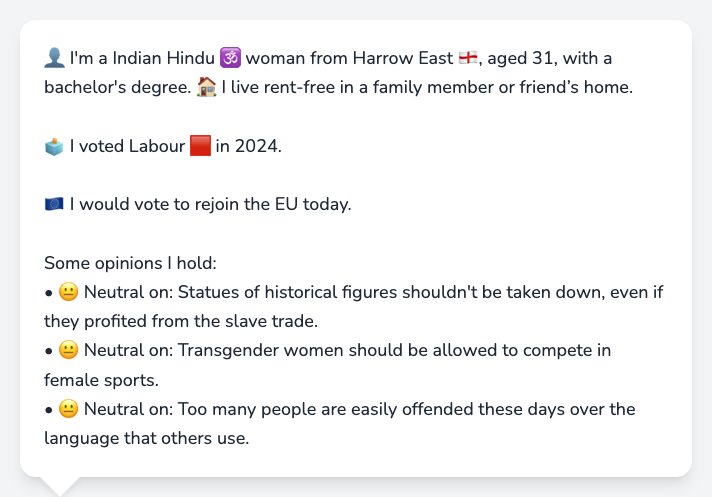 👤 I'm a Indian Hindu 🕉️ woman from Harrow East 🏴󠁧󠁢󠁥󠁮󠁧󠁿, aged 31, with a
bachelor's degree. 🏠 I live rent-free in a family member or friend’s home.
🗳️ I voted Labour 🟥 in 2024.
🇪🇺 I would vote to rejoin the EU today.
Some opinions I hold:
• 😐 Neutral on: Statues of historical figures shouldn't be taken down, even if
they profited from the slave trade.
• 😐 Neutral on: Transgender women should be allowed to compete in
female sports.
• 😐 Neutral on: Too many people are easily offended these days over the
language that others use.